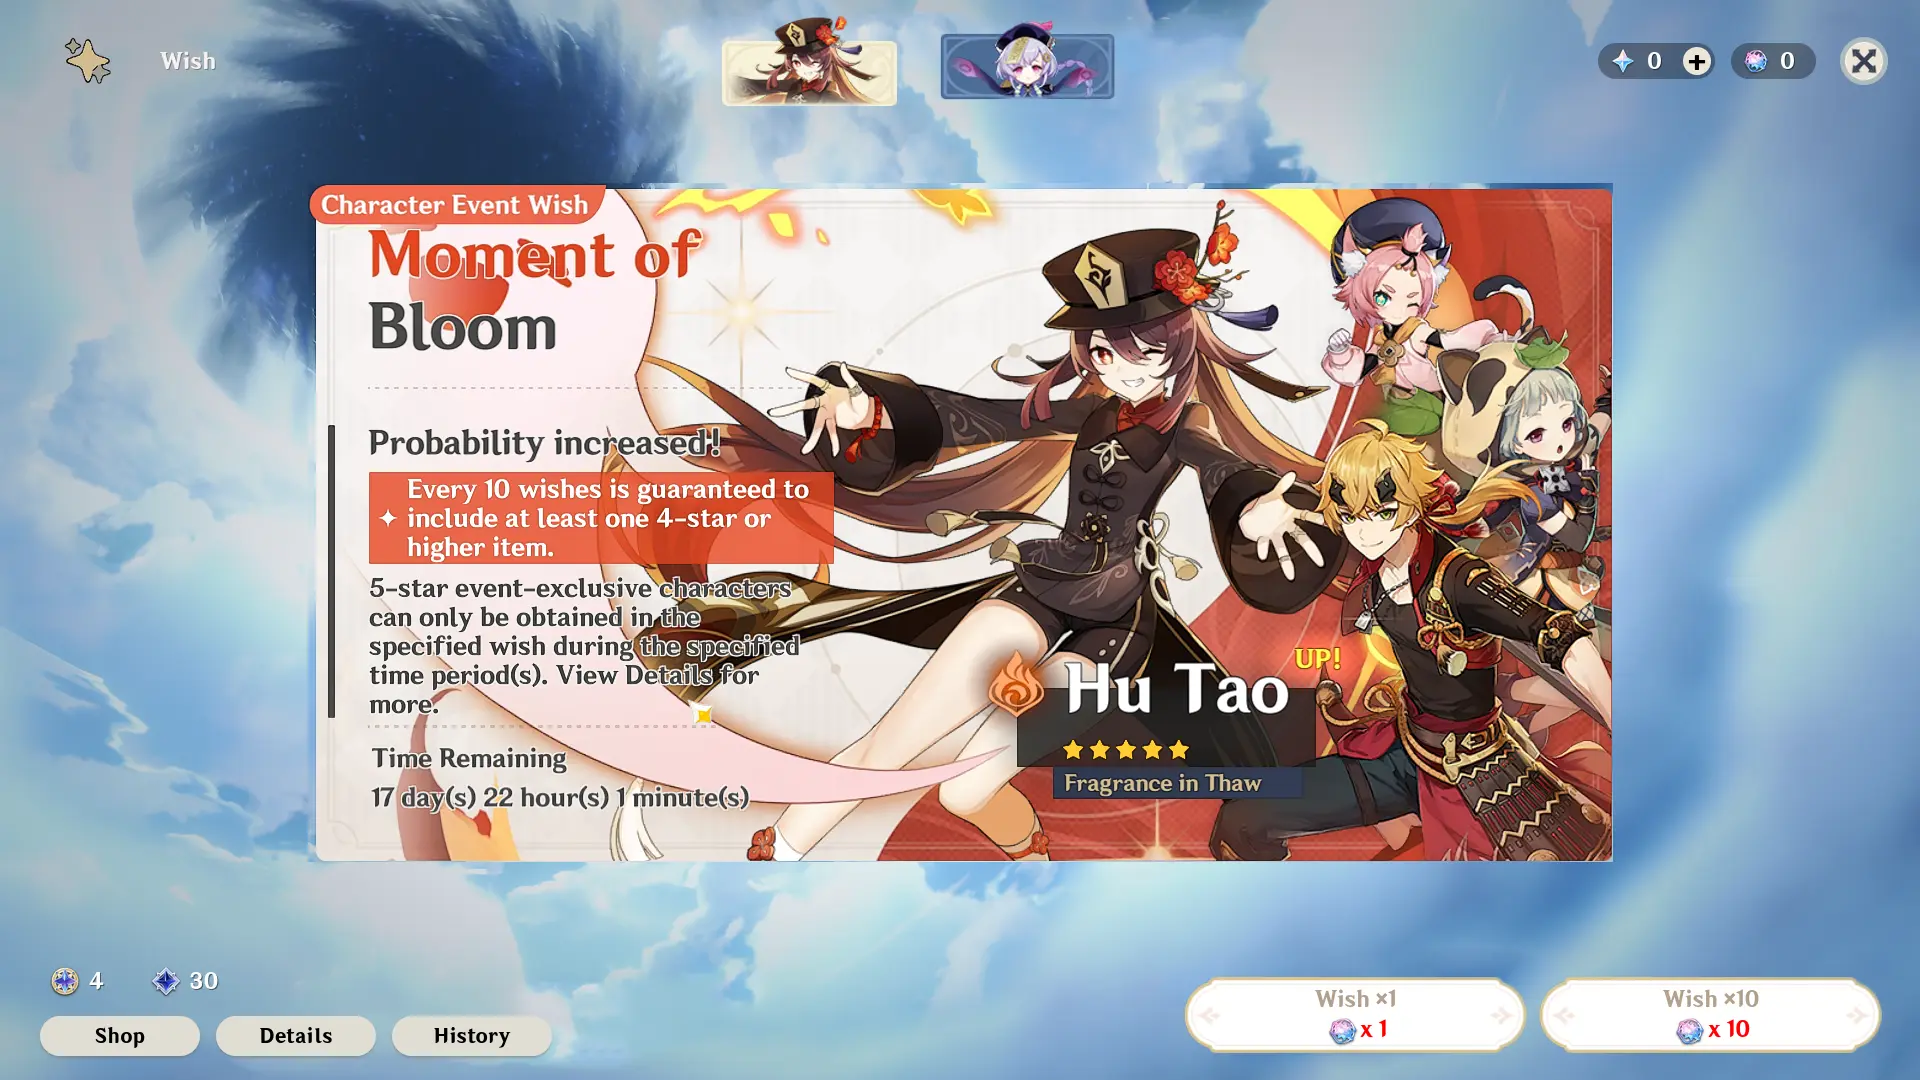 Wish
0
0
Character Event Wish
Moment of
Bloom
Probability increased!
Every 10 wishes is guaranteed to
include at least one 4-star or
higher item.
5-star event-exclusive characters
can only be obtained in the
specified wish during the specified
time period(s). View Details for
more.
Time Remaining
17 day(s) 22 hour(s) 1 minute(s)
UP!
Hu Tao
Fragrance in Thaw
4
30
Shop
Details
History
Wish ×1
x 1
Wish ×10
x 10